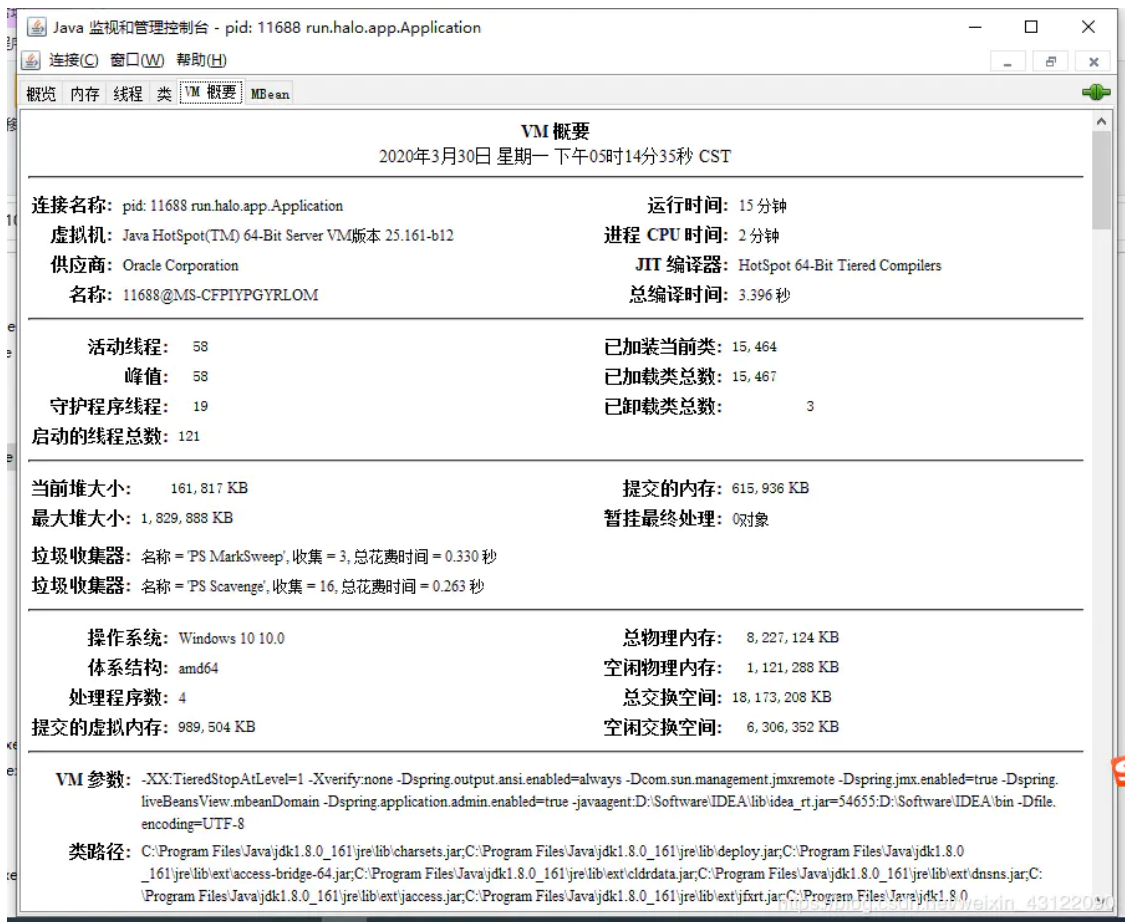 Java 监视和管理控制台 - pid: 11688 run.halo.app.Application
连接(C) 窗口(W) 帮助(H)
概览 内存 线程 类 VM 概要 MBean
VM 概要
2020年3月30日 星期一 下午05时14分35秒 CST
连接名称: pid: 11688 run.halo.app.Application 运行时间: 15 分钟
虚拟机: Java HotSpot(TM) 64-Bit Server VM版本 25.161-b12 进程 CPU 时间: 2 分钟
供应商: Oracle Corporation JIT 编译器: HotSpot 64-Bit Tiered Compilers
名称: 11688@MS-CFPIYPGYRLOM 总编译时间: 3.396 秒
活动线程: 58 已加装当前类: 15, 464
峰值: 58 已加载类总数: 15, 467
守护程序线程: 19 已卸载类总数: 3
启动的线程总数: 121
当前堆大小: 161, 817 KB 提交的内存: 615, 936 KB
最大堆大小: 1, 829, 888 KB 暂挂最终处理: 0对象
垃圾收集器: 名称 = 'PS MarkSweep', 收集 = 3, 总花费时间 = 0.330 秒
垃圾收集器: 名称 = 'PS Scavenge', 收集 = 16, 总花费时间 = 0.263 秒
操作系统: Windows 10 10.0 总物理内存: 8, 227, 124 KB
体系结构: amd64 空闲物理内存: 1, 121, 288 KB
处理程序数: 4 总交换空间: 18, 173, 208 KB
提交的虚拟内存: 989, 504 KB 空闲交换空间: 6, 306, 352 KB
VM 参数: -XX:TieredStopAtLevel=1 -Xverify:none -Dspring.output.ansi.enabled=always -Dcom.sun.management.jmxremote -Dspring.jmx.enabled=true -Dspring.
liveBeansView.mbeanDomain -Dspring.application.admin.enabled=true -javaagent:D:\Software\IDEA\lib\idea_rt.jar=54655:D:\Software\IDEA\bin -Dfile.
encoding=UTF-8
类路径: C:\Program Files\Java\jdk1.8.0_161\jre\lib\charsets.jar;C:\Program Files\Java\jdk1.8.0_161\jre\lib\deploy.jar;C:\Program Files\Java\jdk1.8.0
_161\jre\lib\ext\access-bridge-64.jar;C:\Program Files\Java\jdk1.8.0_161\jre\lib\ext\cldrdata.jar;C:\Program Files\Java\jdk1.8.0_161\jre\lib\ext\dnsns.jar;C:
\Program Files\Java\jdk1.8.0_161\jre\lib\ext\jaccess.jar;C:\Program Files\Java\jdk1.8.0_161\jre\lib\ext\jfxrt.jar;C:\Program Files\Java\jdk1.8.0
https://blog.csdn.net/weixin_43122090